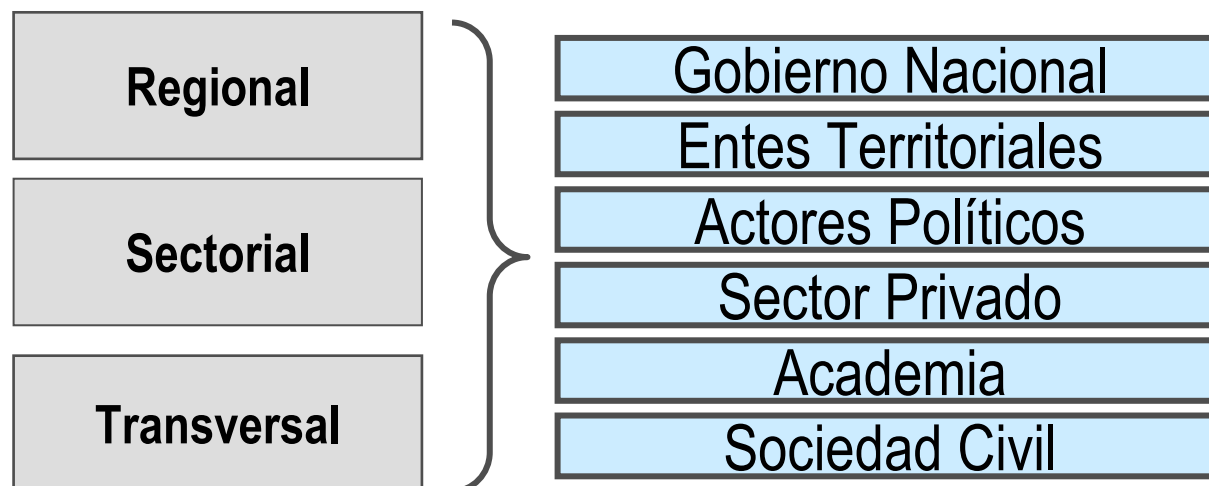 Regional
Sectorial
Transversal
Gobierno Nacional
Entes Territoriales
Actores Políticos
Sector Privado
Academia
Sociedad Civil